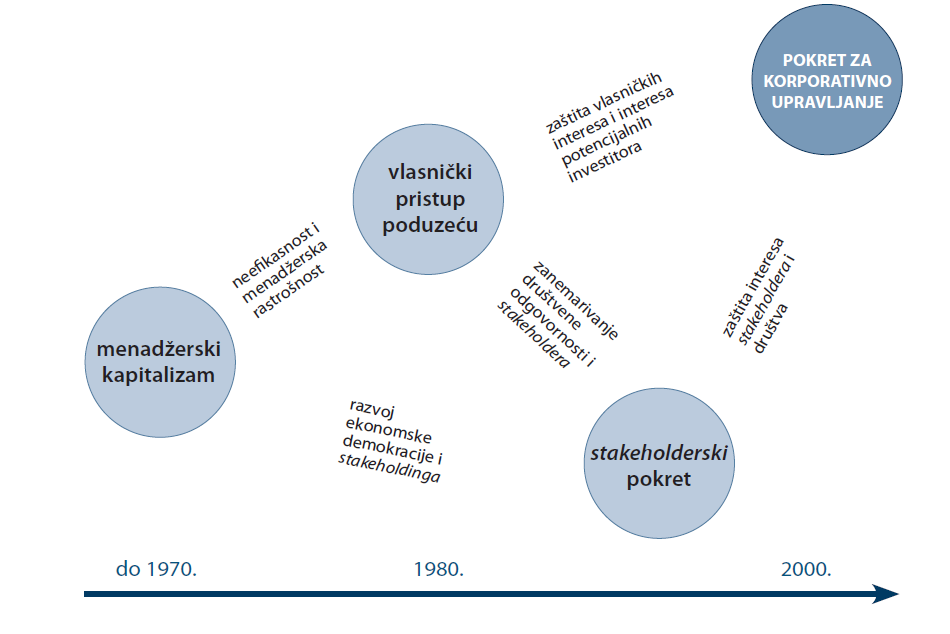 POKRET ZA
KORPORATIVNO
UPRAVLJANJE
zaštita vlasničkih
interesa i interesa
potencijalnih
investitora
vlasnički
pristup
poduzeću
neefikasnost i
menadžerska
rastrošnost
zanemarivanje
društvene
odgovornosti i
stakeholdera
zaštita interesa
stakeholdera i
društva
menadžerski
kapitalizam
razvoj
ekonomske
demokracije i
stakeholdinga
stakeholderski
pokret
do 1970.
1980.
2000.